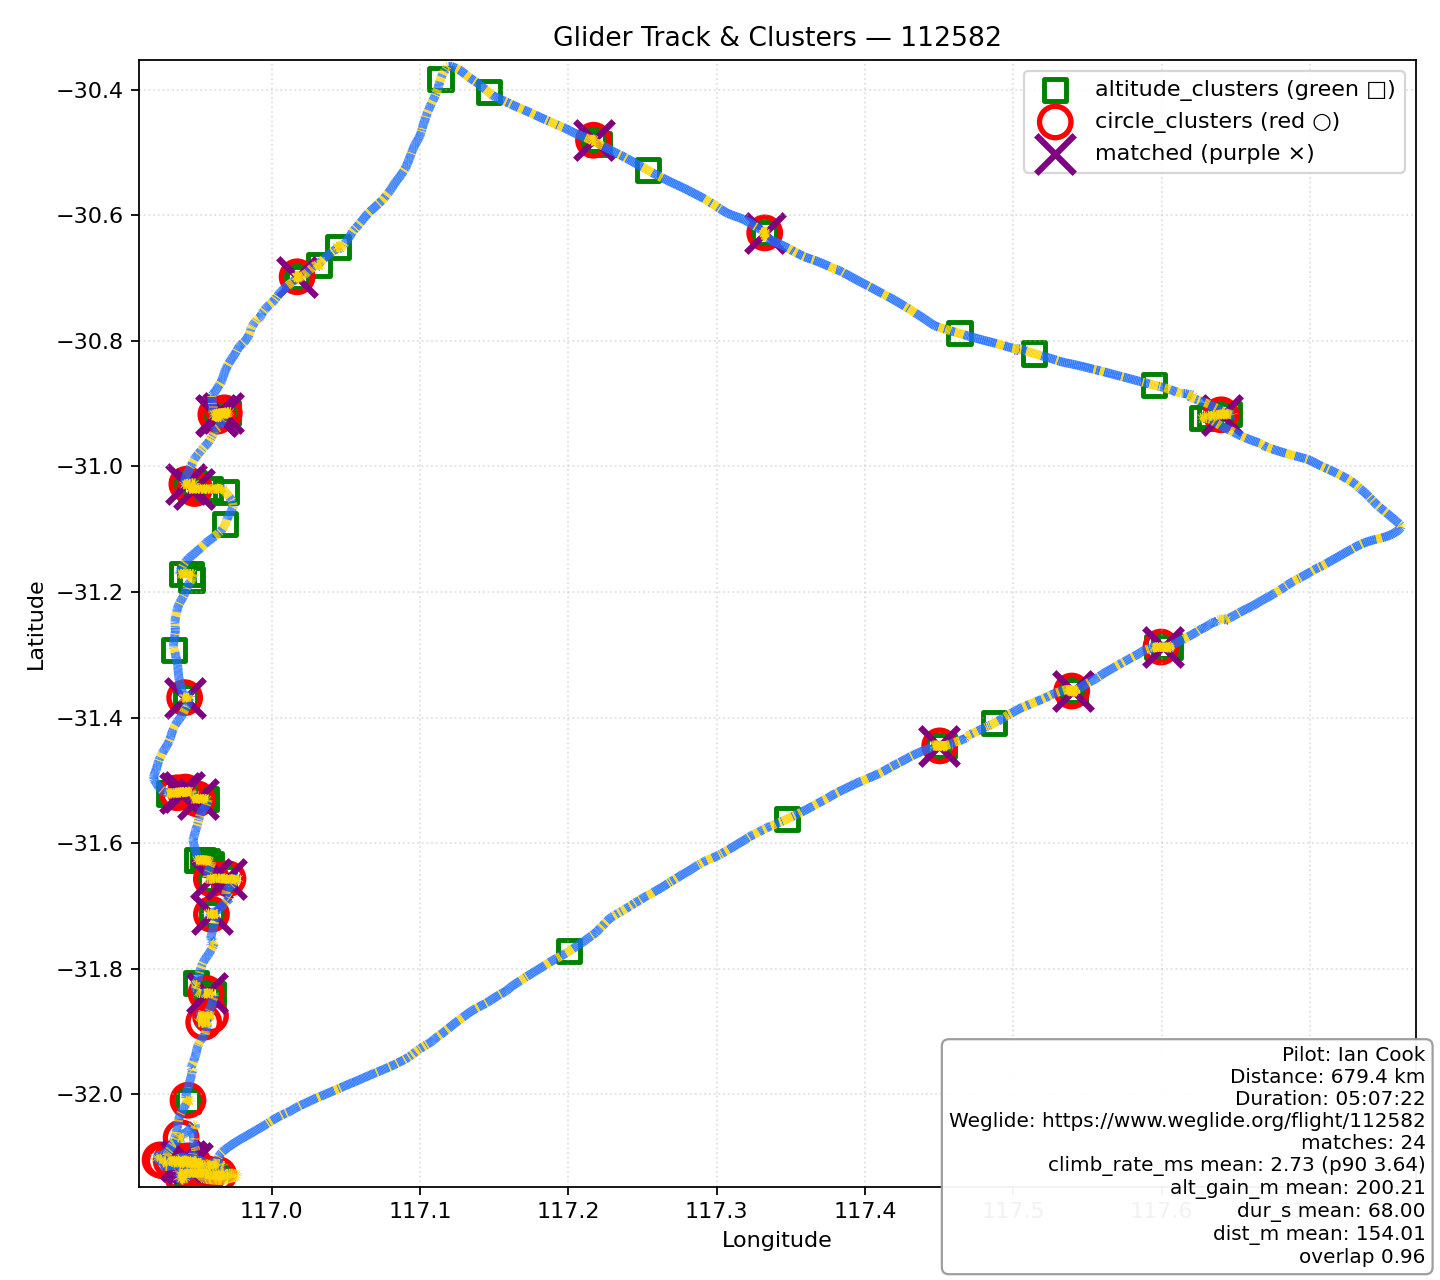 Glider Track & Clusters — 112582
altitude_clusters (green □)
circle_clusters (red ○)
matched (purple ×)
Latitude
−30.4
−30.6
−30.8
−31.0
−31.2
−31.4
−31.6
−31.8
−32.0
117.0 117.1 117.2 117.3 117.4 117.5 117.6
Longitude
Pilot: Ian Cook
Distance: 679.4 km
Duration: 05:07:22
Weglide: https://www.weglide.org/flight/112582
matches: 24
climb_rate_ms mean: 2.73 (p90 3.64)
alt_gain_m mean: 200.21
dur_s mean: 68.00
dist_m mean: 154.01
overlap 0.96